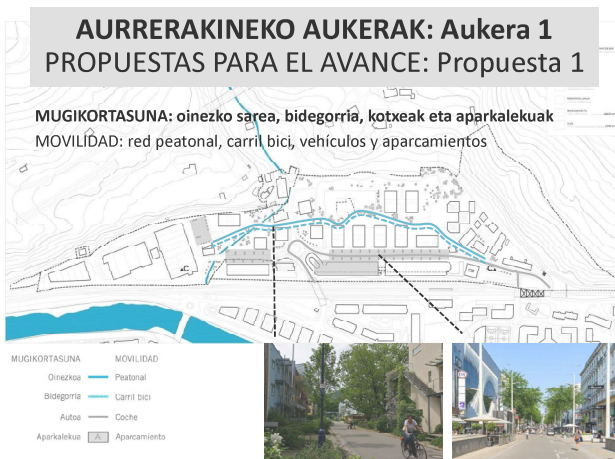 AURRERAKINEKO AUKERAK: Aukera 1
PROPUESTAS PARA EL AVANCE: Propuesta 1
MUGIKORTASUNA: oinezko sarea, bidegorria, kotxeak eta aparkalekuak
MOVILIDAD: red peatonal, carril bici, vehículos y aparcamientos
MUGIKORTASUNA MOVILIDAD
Oinezkoa Peatonal
Bidegorria Carril bici
Autoa Coche
Aparkalekua A Aparcamiento